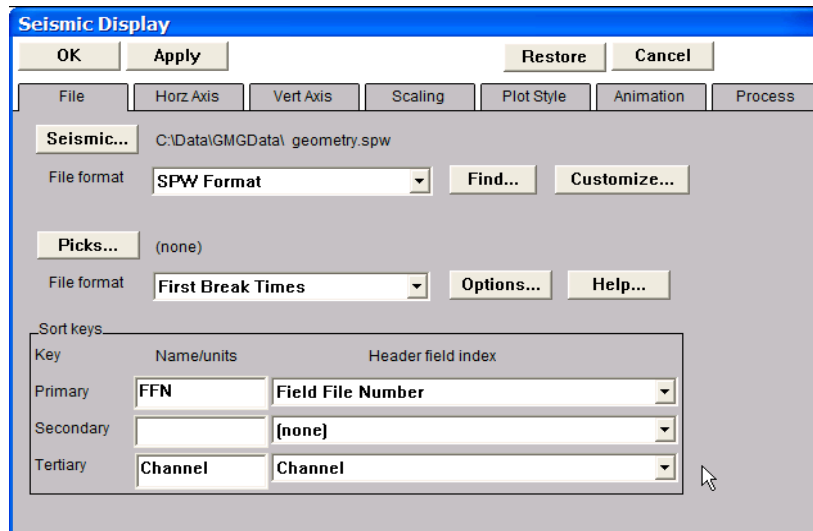 Seismic Display
OK Apply Restore Cancel
File Horz Axis Vert Axis Scaling Plot Style Animation Process
Seismic... C:\Data\GMGData\ geometry.spw
File format SPW Format Find... Customize...
Picks... (none)
File format First Break Times Options... Help...
Sort keys
Key Name/units Header field index
Primary FFN Field File Number
Secondary (none)
Tertiary Channel Channel